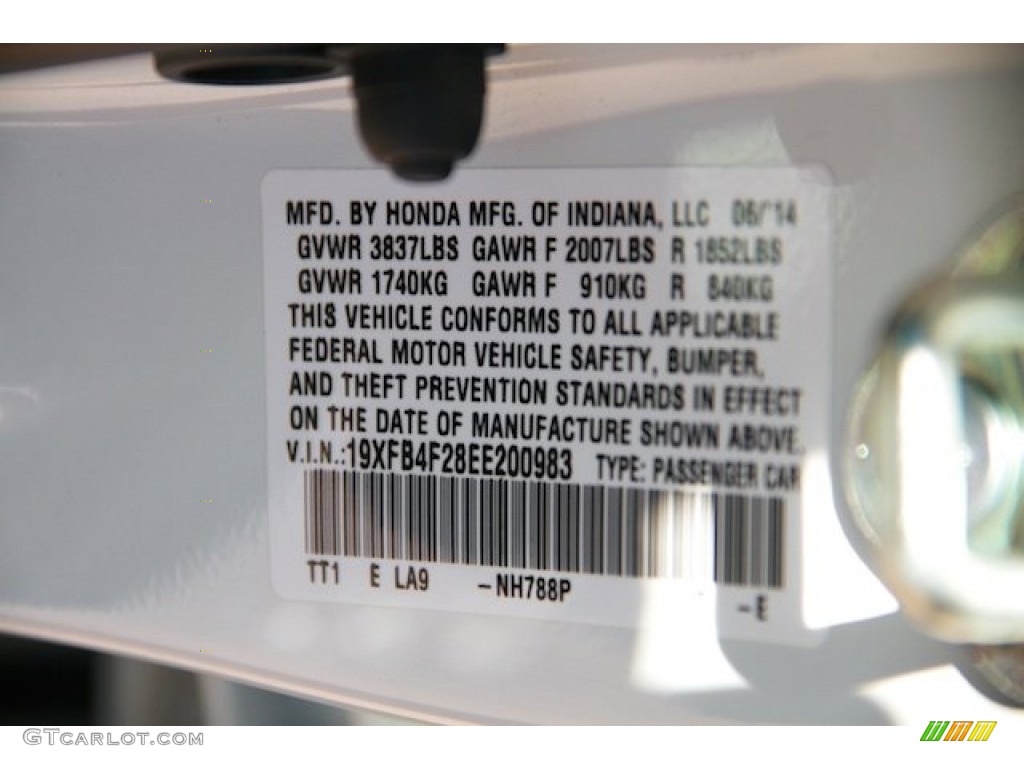 MFD. BY HONDA MFG. OF INDIANA, LLC 06/'14
GVWR 3837LBS GAWR F 2007LBS R 1852LBS
GVWR 1740KG GAWR F 910KG R 840KG
THIS VEHICLE CONFORMS TO ALL APPLICABLE
FEDERAL MOTOR VEHICLE SAFETY, BUMPER,
AND THEFT PREVENTION STANDARDS IN EFFECT
ON THE DATE OF MANUFACTURE SHOWN ABOVE.
V.I.N.:19XFB4F28EE200983 TYPE: PASSENGER CAR
TT1 E LA9 -NH788P
-E
GTCARLOT.COM